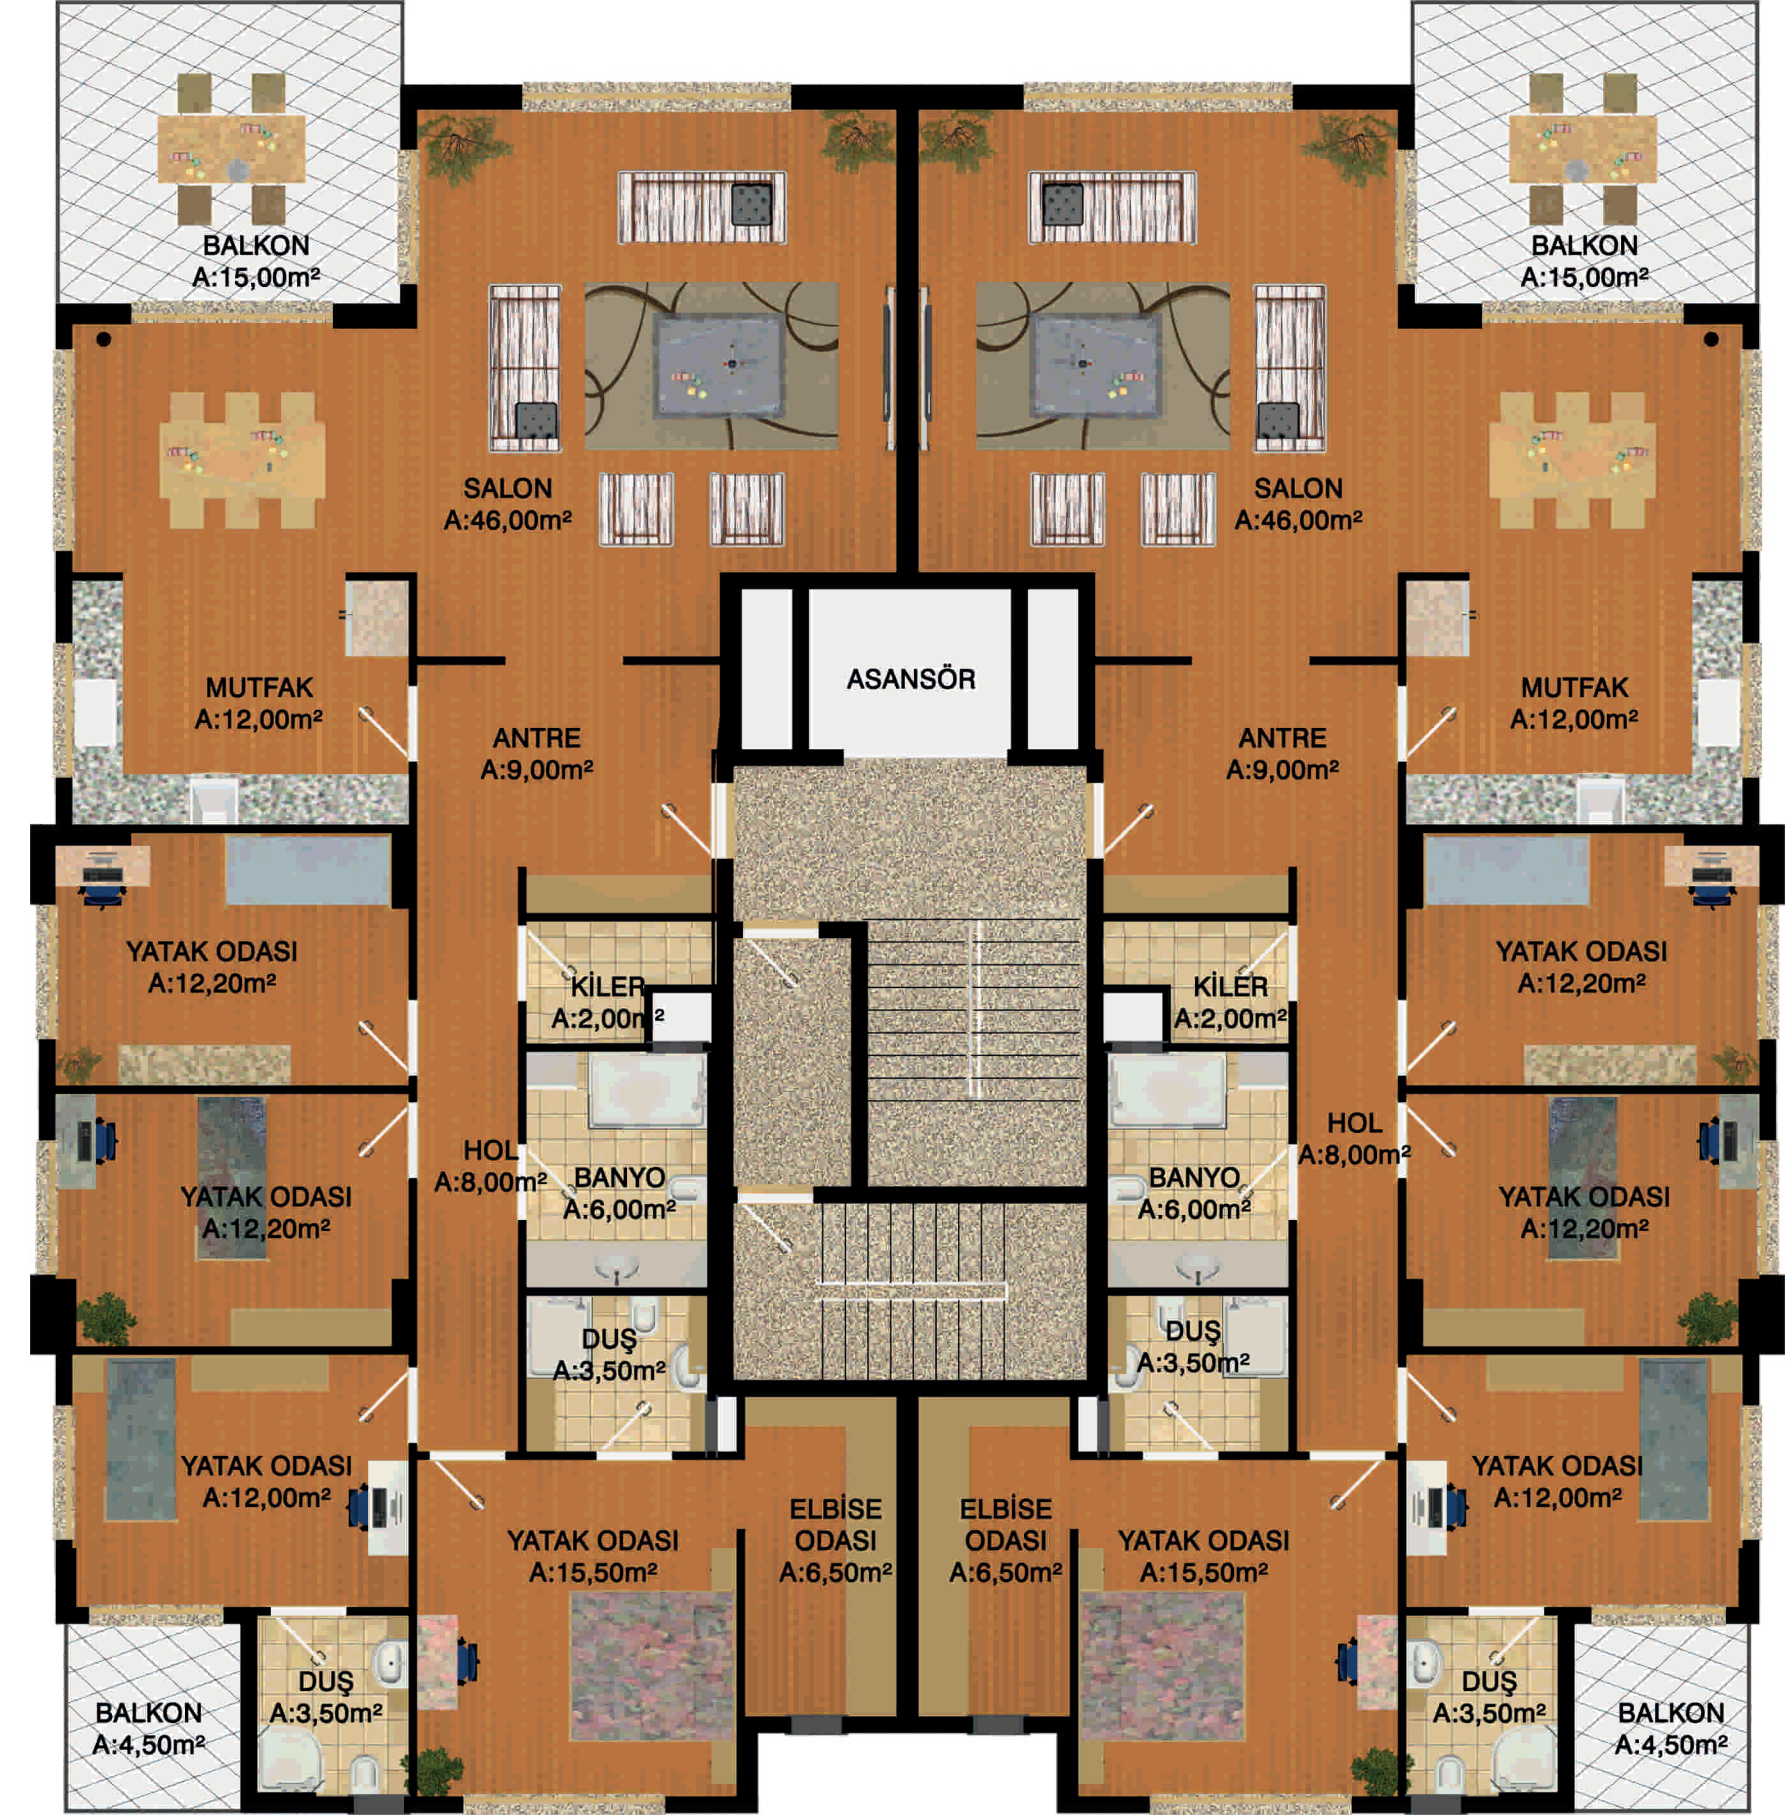 BALKON
A:15,00m²
BALKON
A:15,00m²
SALON
A:46,00m²
SALON
A:46,00m²
MUTFAK
A:12,00m²
ASANSÖR
MUTFAK
A:12,00m²
ANTRE
A:9,00m²
ANTRE
A:9,00m²
YATAK ODASI
A:12,20m²
KİLER
A:2,00m²
KİLER
A:2,00m²
YATAK ODASI
A:12,20m²
HOL
A:8,00m²
BANYO
A:6,00m²
BANYO
A:6,00m²
HOL
A:8,00m²
YATAK ODASI
A:12,20m²
YATAK ODASI
A:12,20m²
DUŞ
A:3,50m²
DUŞ
A:3,50m²
YATAK ODASI
A:12,00m²
YATAK ODASI
A:12,00m²
YATAK ODASI
A:15,50m²
ELBİSE
ODASI
A:6,50m²
ELBİSE
ODASI
A:6,50m²
YATAK ODASI
A:15,50m²
BALKON
A:4,50m²
DUŞ
A:3,50m²
DUŞ
A:3,50m²
BALKON
A:4,50m²